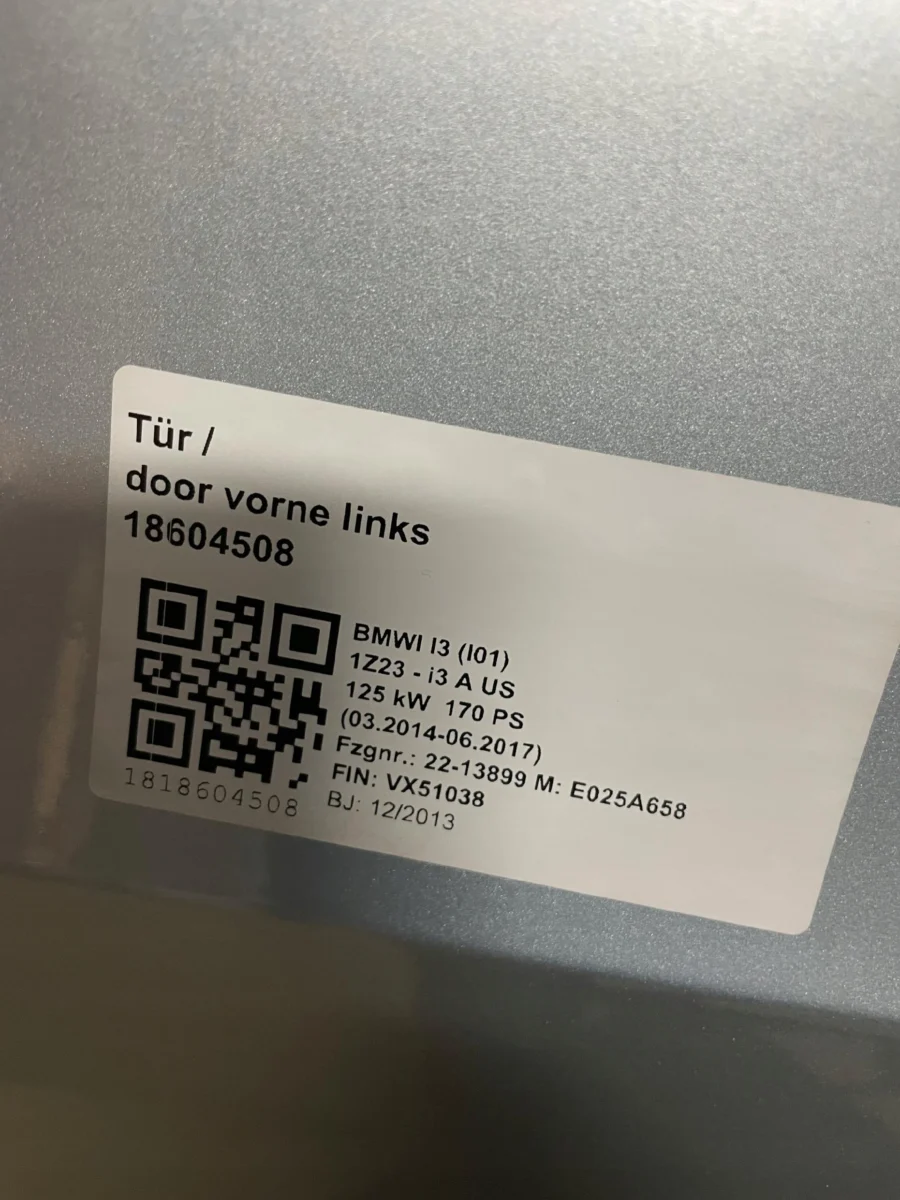 Tür /
door vorne links
18604508
BMWI I3 (I01)
1Z23 - i3 A US
125 kW 170 PS
(03.2014-06.2017)
Fzgnr.: 22-13899 M: E025A658
FIN: VX51038
BJ: 12/2013
1818604508